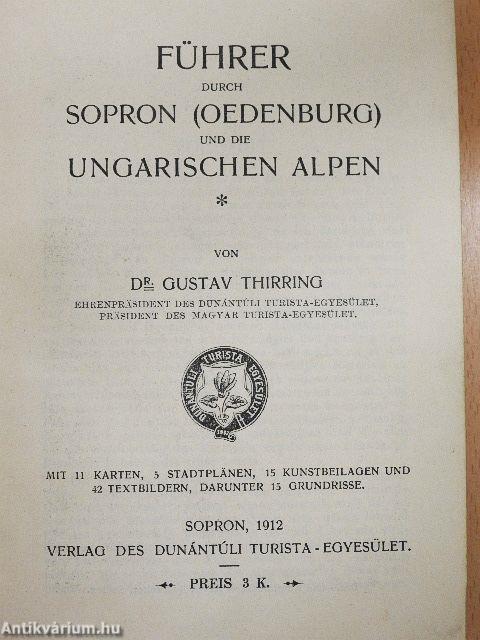 FÜHRER
DURCH
SOPRON (OEDENBURG)
UND DIE
UNGARISCHEN ALPEN
*
VON
DR. GUSTAV THIRRING
EHRENPRÄSIDENT DES DUNÁNTÚLI TURISTA-EGYESÜLET,
PRÄSIDENT DES MAGYAR TURISTA-EGYESÜLET.
DUNÁNTÚLI TURISTA EGYESÜLET
MIT 11 KARTEN, 5 STADTPLÄNEN, 15 KUNSTBEILAGEN UND
42 TEXTBILDERN, DARUNTER 15 GRUNDRISSE.
SOPRON, 1912
VERLAG DES DUNÁNTÚLI TURISTA-EGYESÜLET.
PREIS 3 K.
Antikvárium.hu